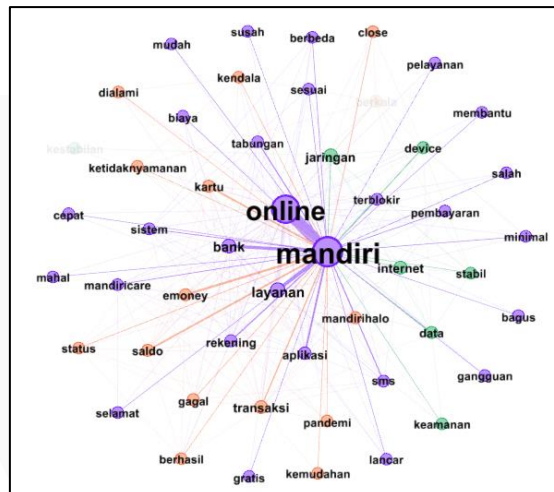 susah
berbeda
close
mudah
kendala
pelayanan
dialami
sesuai
berkala
biaya
membantu
tabungan
device
kestabilan
jaringan
ketidaknyamanan
salah
kartu
terblokir
cepat
online
pembayaran
sistem
bank
mandiri
minimal
internet
stabil
mahal
mandiricare
emoney
layanan
mandirihalo
bagus
data
status
saldo
rekening
aplikasi
sms
gangguan
gagal
selamat
transaksi
pandemi
keamanan
berhasil
gratis
kemudahan
lancar